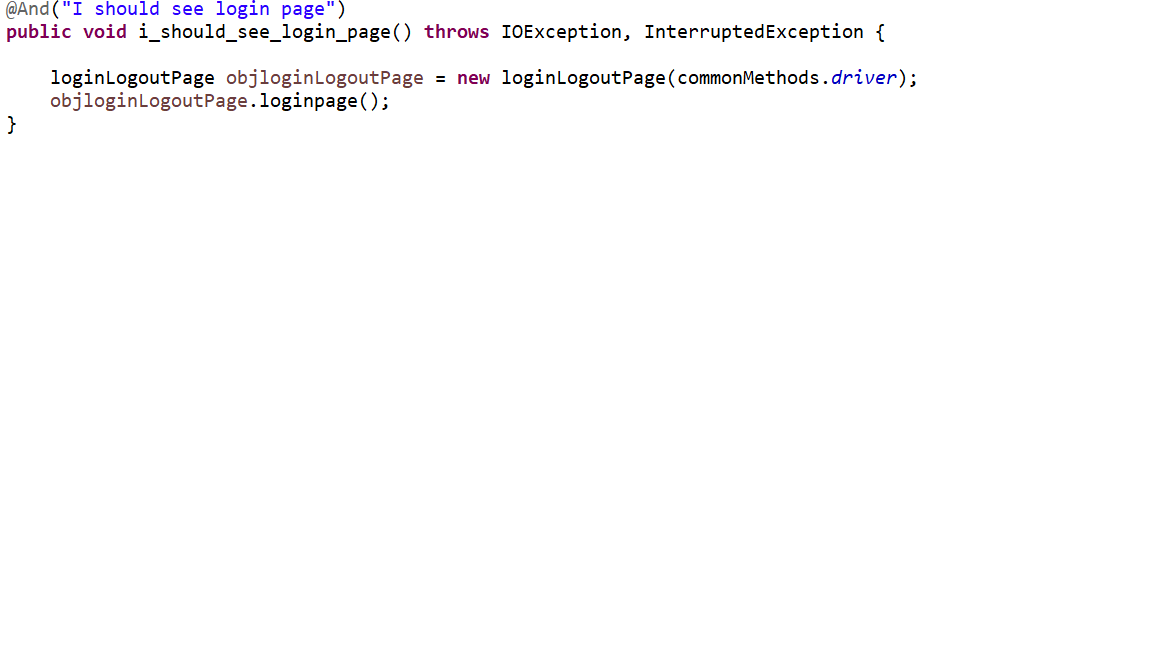 @And("I should see login page")
public void i_should_see_login_page() throws IOException, InterruptedException {
loginLogoutPage objloginLogoutPage = new loginLogoutPage(commonMethods.driver);
objloginLogoutPage.loginpage();
}